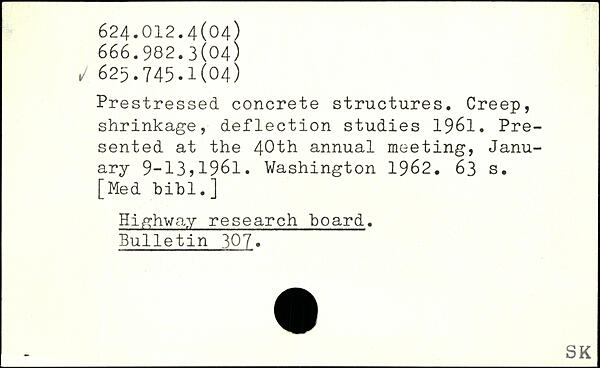 624.012.4(04)
666.982.3(04)
✓ 625.745.1(04)
Prestressed concrete structures. Creep,
shrinkage, deflection studies 1961. Pre-
sented at the 40th annual meeting, Janu-
ary 9-13,1961. Washington 1962. 63 s.
[Med bibl.]
Highway research board.
Bulletin 307.
SK